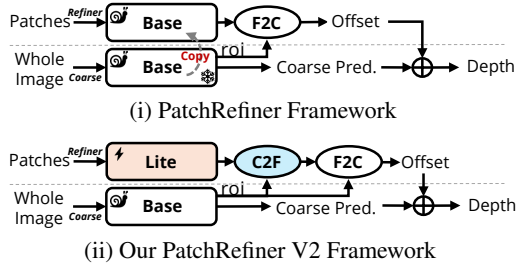 Patches Refiner Base F2C Offset
Copy
Whole Image Coarse Base roi Coarse Pred. Depth
(i) PatchRefiner Framework
Patches Refiner Lite C2F F2C Offset
Whole Image Coarse Base roi Coarse Pred. Depth
(ii) Our PatchRefiner V2 Framework